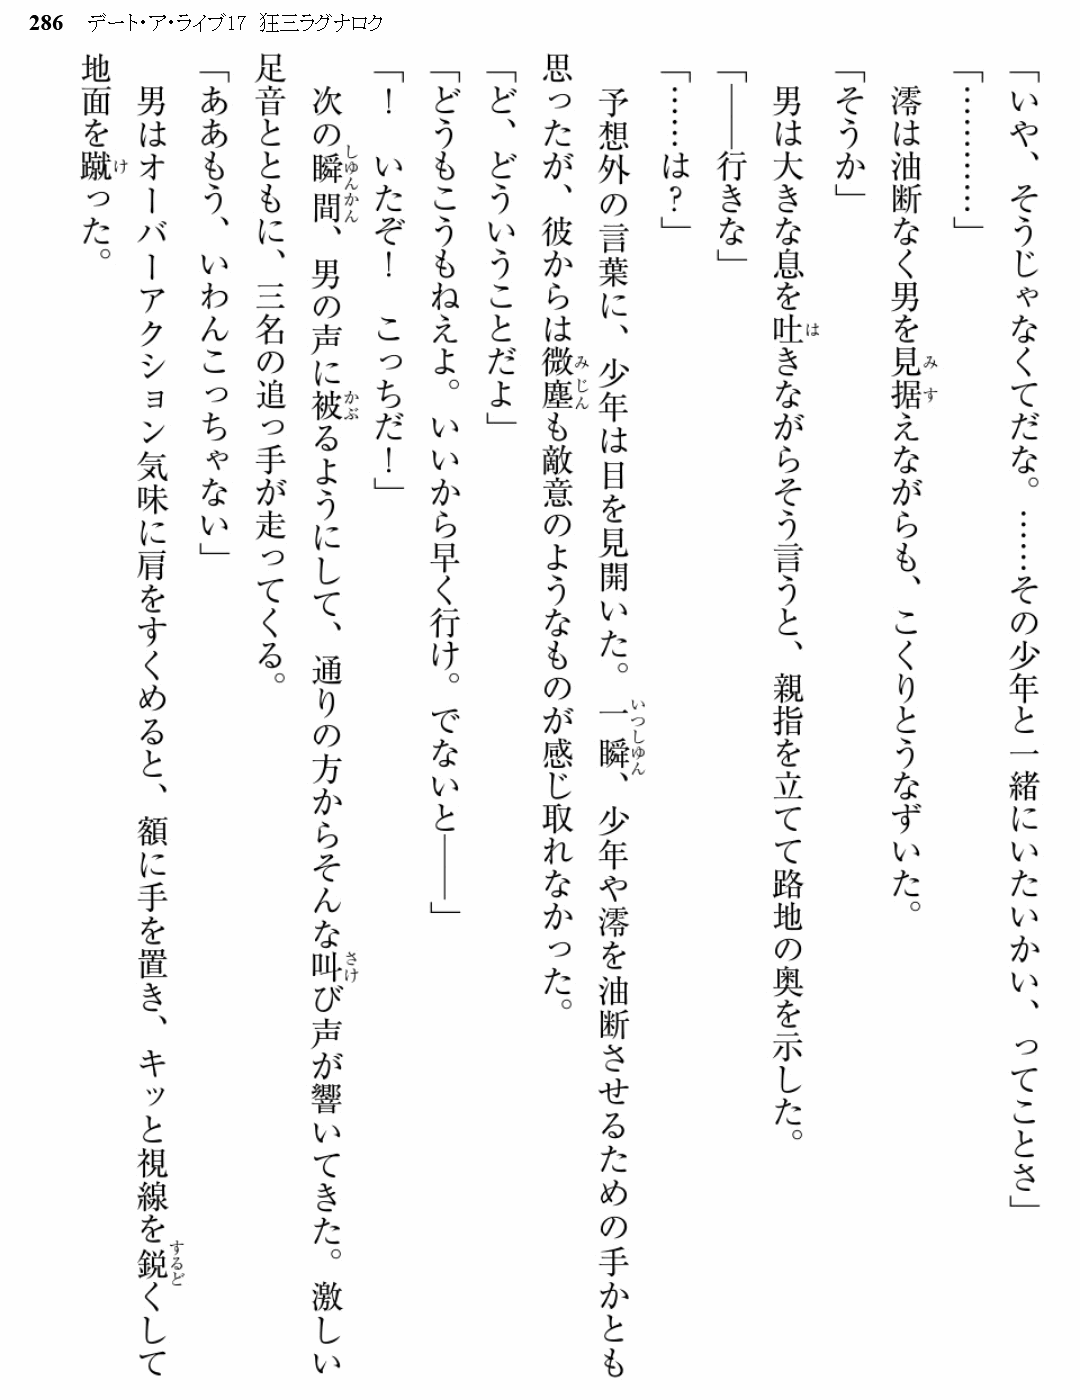 286 デート・ア・ライブ17 狂三ラグナロク
「いや、そうじゃなくてだな。……その少年と一緒にいたいかい、ってことさ」
「…………」
澪は油断なく男を見据えながらも、こくりとうなずいた。
「そうか」
男は大きな息を吐きながらそう言うと、親指を立てて路地の奥を示した。
「――行きな」
「……は？」
予想外の言葉に、少年は目を見開いた。一瞬、少年や澪を油断させるための手かとも
思ったが、彼からは微塵も敵意のようなものが感じ取れなかった。
「ど、どういうことだよ」
「どうもこうもねえよ。いいから早く行け。でないと――」
「！　いたぞ！　こっちだ！」
次の瞬間、男の声に被るようにして、通りの方からそんな叫び声が響いてきた。激しい
足音とともに、三名の追っ手が走ってくる。
「ああもう、いわんこっちゃない」
男はオーバーアクション気味に肩をすくめると、額に手を置き、キッと視線を鋭くして
地面を蹴った。